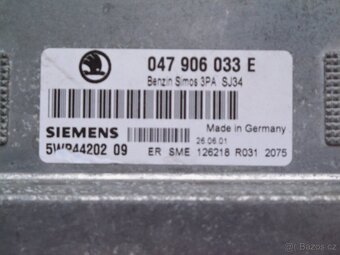 047 906 033 E
Benzin Simos 3PA SJ34
SIEMENS
Made in Germany
26.06.01
5WP44202 09
ER SME 126218 R031 2075